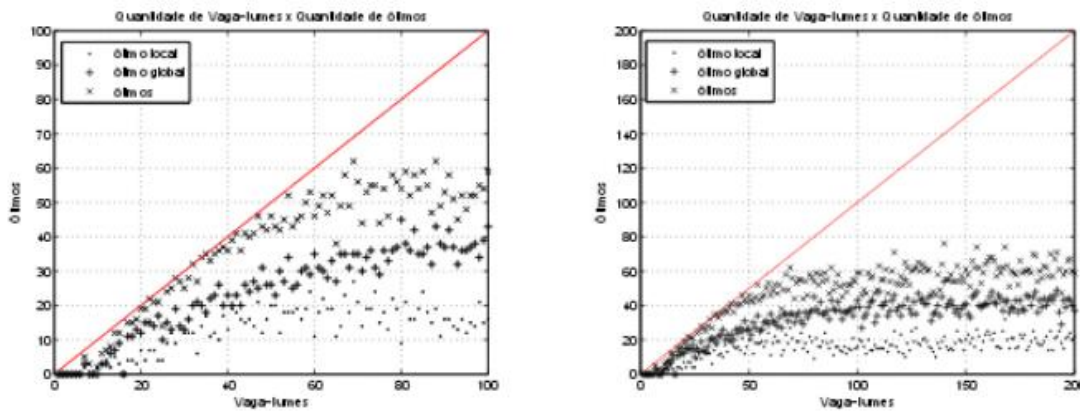 Quantidade de Vaga-lumes x Quantidade de ótimos
100
90
80
70
60
50
40
30
20
10
0
ótimo local
ótimo global
ótimos
Ótimos
0 20 40 60 80 100
Vaga-lumes
Quantidade de Vaga-lumes x Quantidade de ótimos
200
180
160
140
120
100
80
60
40
20
0
ótimo local
ótimo global
ótimos
Ótimos
0 50 100 150 200
Vaga-lumes